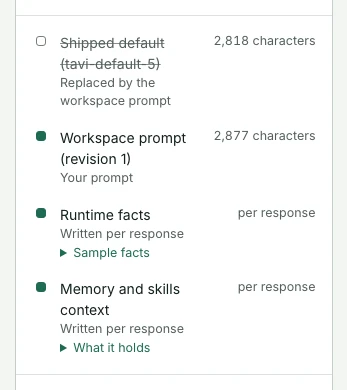 Shipped default 2,818 characters
(tavi-default-5)
Replaced by the
workspace prompt
Workspace prompt 2,877 characters
(revision 1)
Your prompt
Runtime facts per response
Written per response
▶ Sample facts
Memory and skills per response
context
Written per response
▶ What it holds